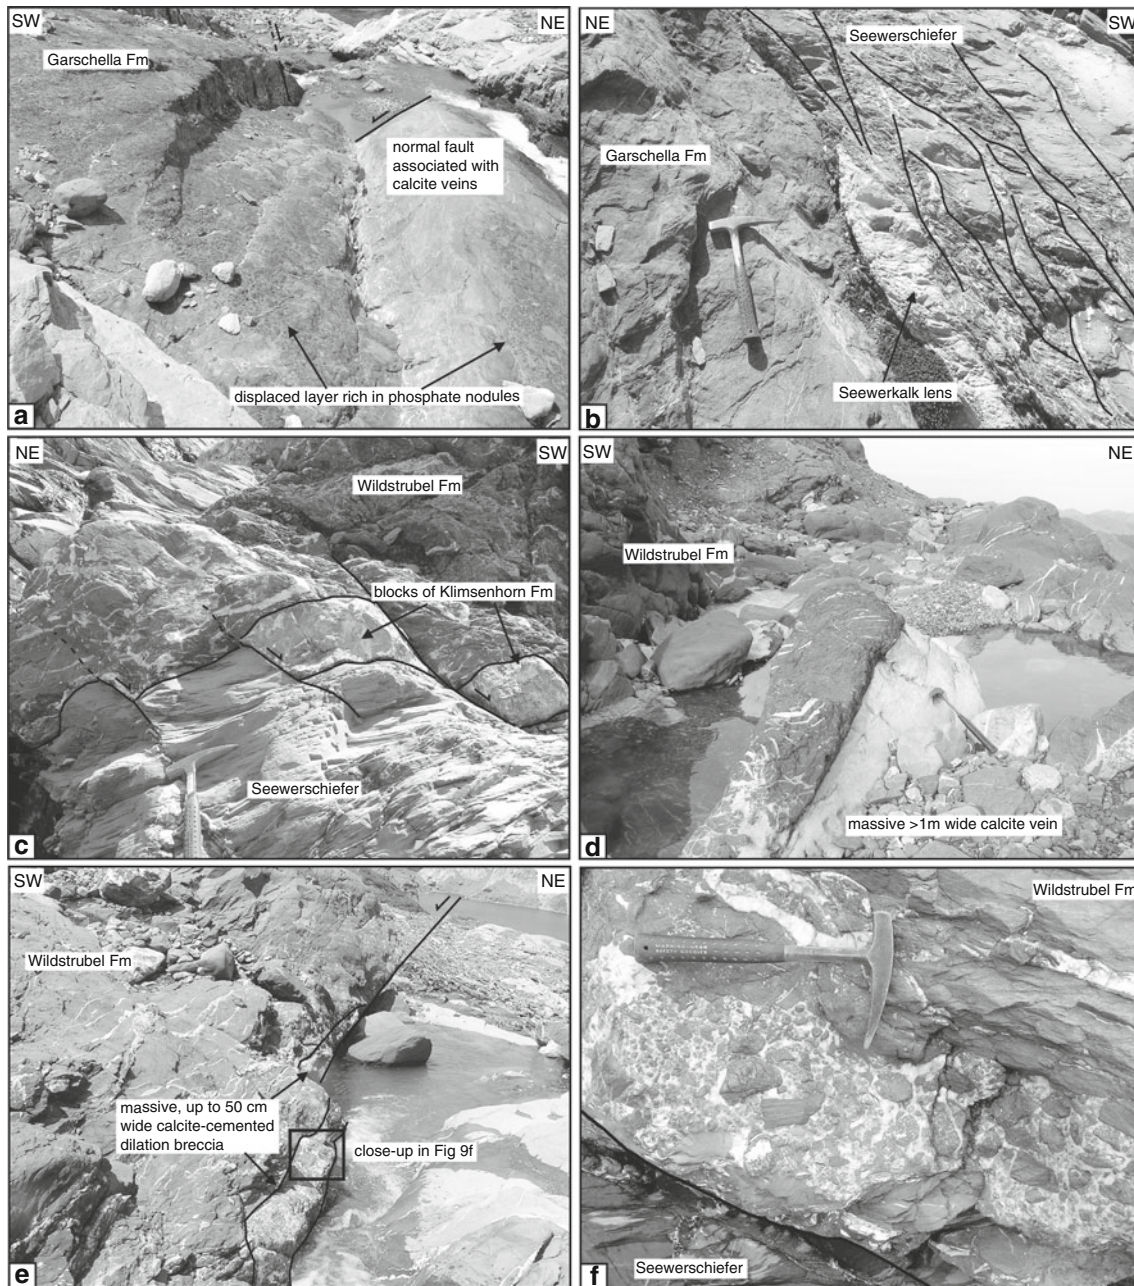 SW
NE
Garschella Fm
normal fault
associated with
calcite veins
displaced layer rich in phosphate nodules
a
NE
SW
Seewerschiefer
Garschella Fm
Seewerkalk lens
b
NE
SW
Wildstrubel Fm
blocks of Klimsenhorn Fm
Seewerschiefer
c
SW
NE
Wildstrubel Fm
massive >1m wide calcite vein
d
SW
NE
Wildstrubel Fm
massive, up to 50 cm
wide calcite-cemented
dilation breccia
close-up in Fig 9f
e
Wildstrubel Fm
Seewerschiefer
f